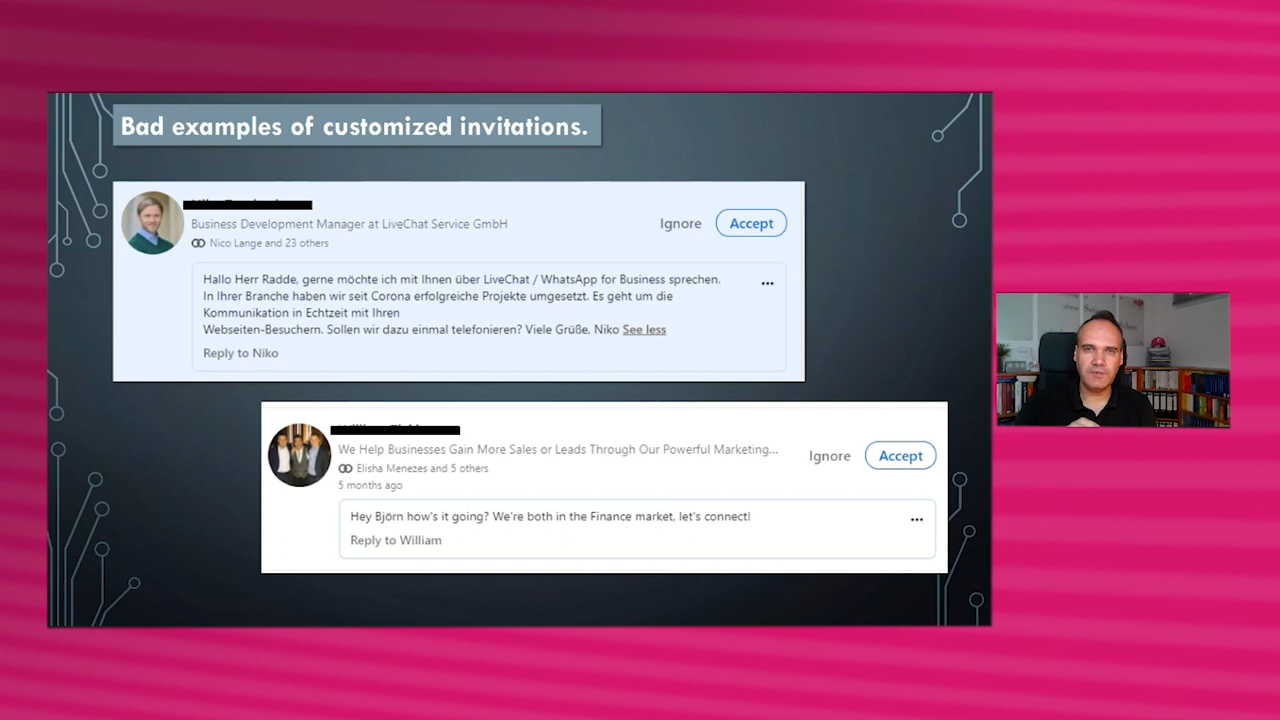 Bad examples of customized invitations.
Business Development Manager at LiveChat Service GmbH
Nico Lange and 23 others
Ignore
Accept
Hallo Herr Radde, gerne möchte ich mit Ihnen über LiveChat / WhatsApp for Business sprechen.
In Ihrer Branche haben wir seit Corona erfolgreiche Projekte umgesetzt. Es geht um die
Kommunikation in Echtzeit mit Ihren
Webseiten-Besuchern. Sollen wir dazu einmal telefonieren? Viele Grüße, Niko See less
Reply to Niko
We Help Businesses Gain More Sales or Leads Through Our Powerful Marketing...
Elisha Menezes and 5 others
5 months ago
Ignore
Accept
Hey Björn how's it going? We're both in the Finance market, let's connect!
Reply to William